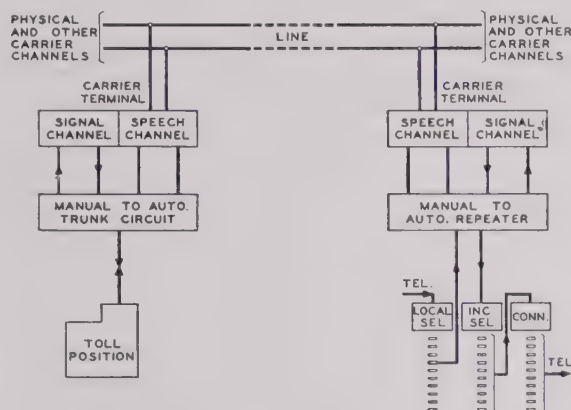 PHYSICAL
AND OTHER
CARRIER
CHANNELS
LINE
PHYSICAL
AND OTHER
CARRIER
CHANNELS
CARRIER
TERMINAL
CARRIER
TERMINAL
SIGNAL
CHANNEL
SPEECH
CHANNEL
SPEECH
CHANNEL
SIGNAL
CHANNEL
MANUAL TO AUTO.
TRUNK CIRCUIT
MANUAL TO
AUTO. REPEATER
TOLL
POSITION
TEL.
LOCAL
SEL.
INC
SEL
CONN.
TEL